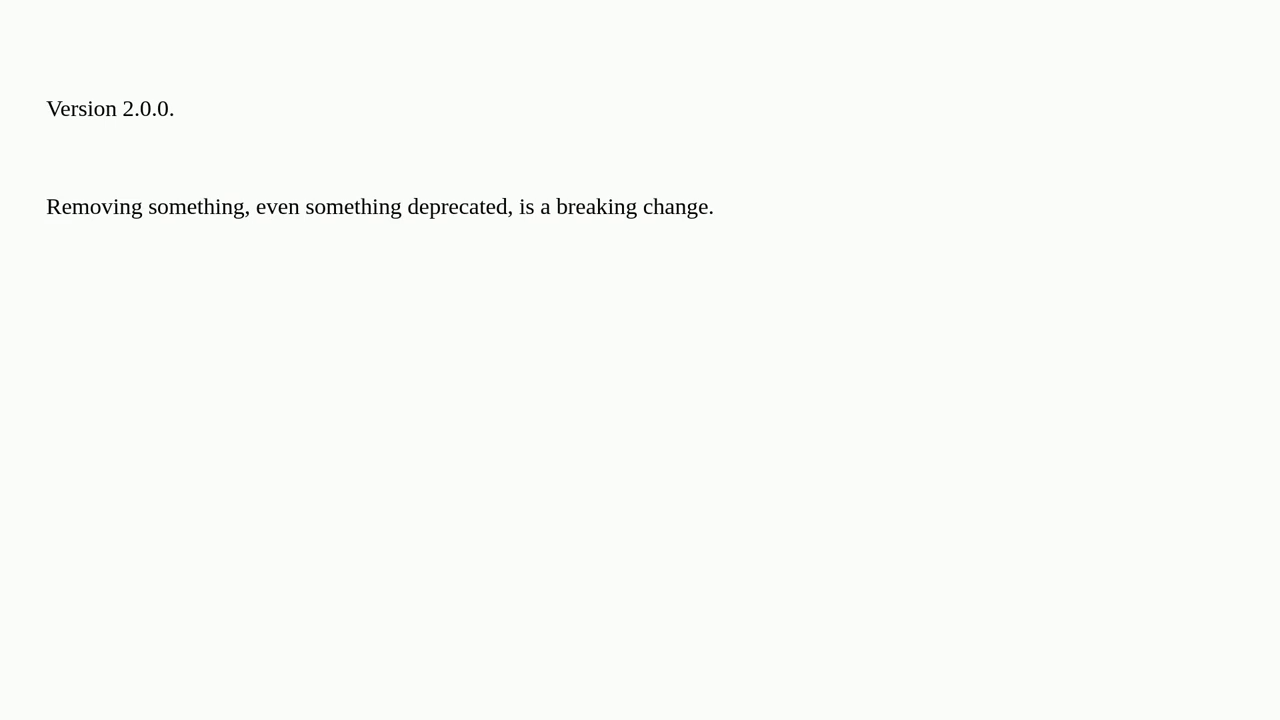 Version 2.0.0.
Removing something, even something deprecated, is a breaking change.